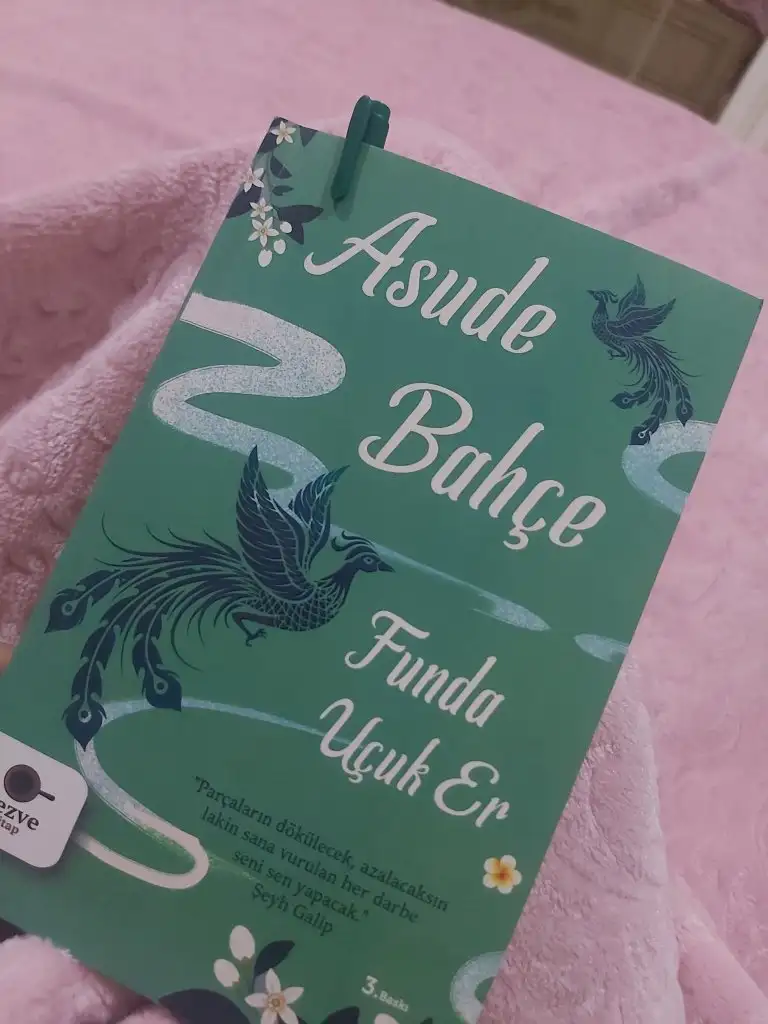 Asude
Bahçe
Funda
Uçuk Er
"Parçaların dökülecek, azalacaksın
lakin sana vurulan her darbe
seni sen yapacak."
Şeyh Galip
3. Baskı